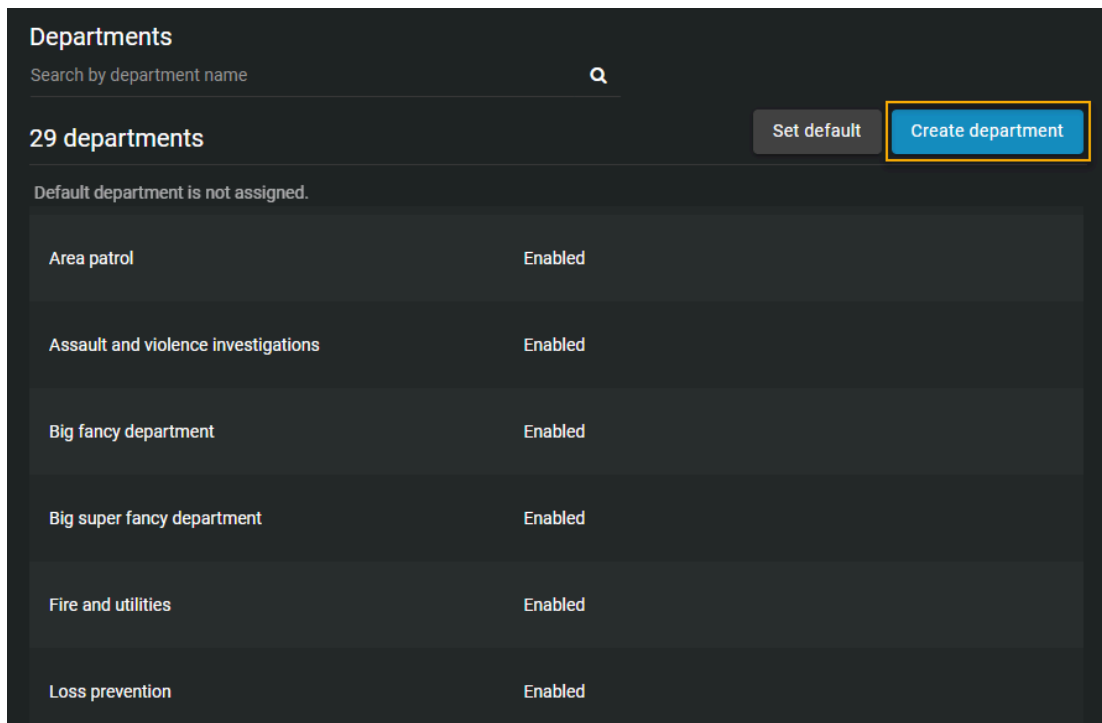 Departments
Search by department name
29 departments
Set default
Create department
Default department is not assigned.
Area patrol Enabled
Assault and violence investigations Enabled
Big fancy department Enabled
Big super fancy department Enabled
Fire and utilities Enabled
Loss prevention Enabled